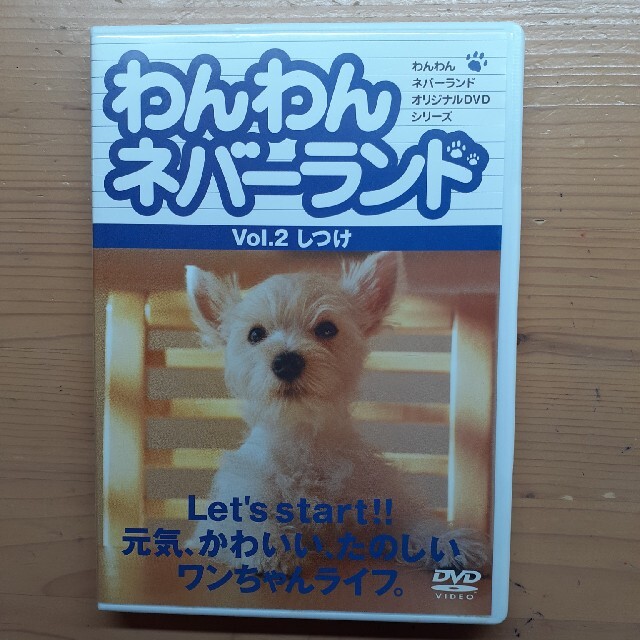 わんわん
ネバーランド
わんわん
ネバーランド
オリジナルDVD
シリーズ
Vol.2 しつけ
Let's start!!
元気、かわいい、たのしい
ワンちゃんライフ。
DVD
VIDEO